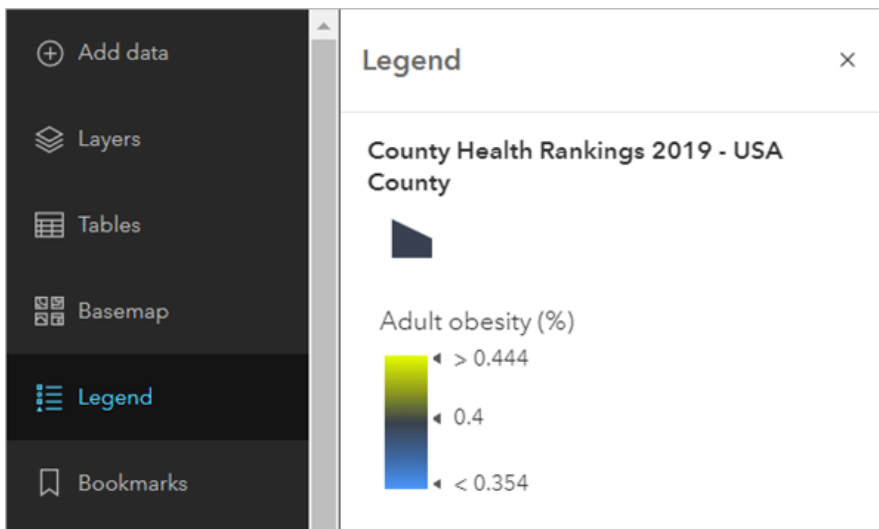 Add data
Layers
Tables
Basemap
Legend
Bookmarks
Legend
County Health Rankings 2019 - USA
County
Adult obesity (%)
> 0.444
0.4
< 0.354